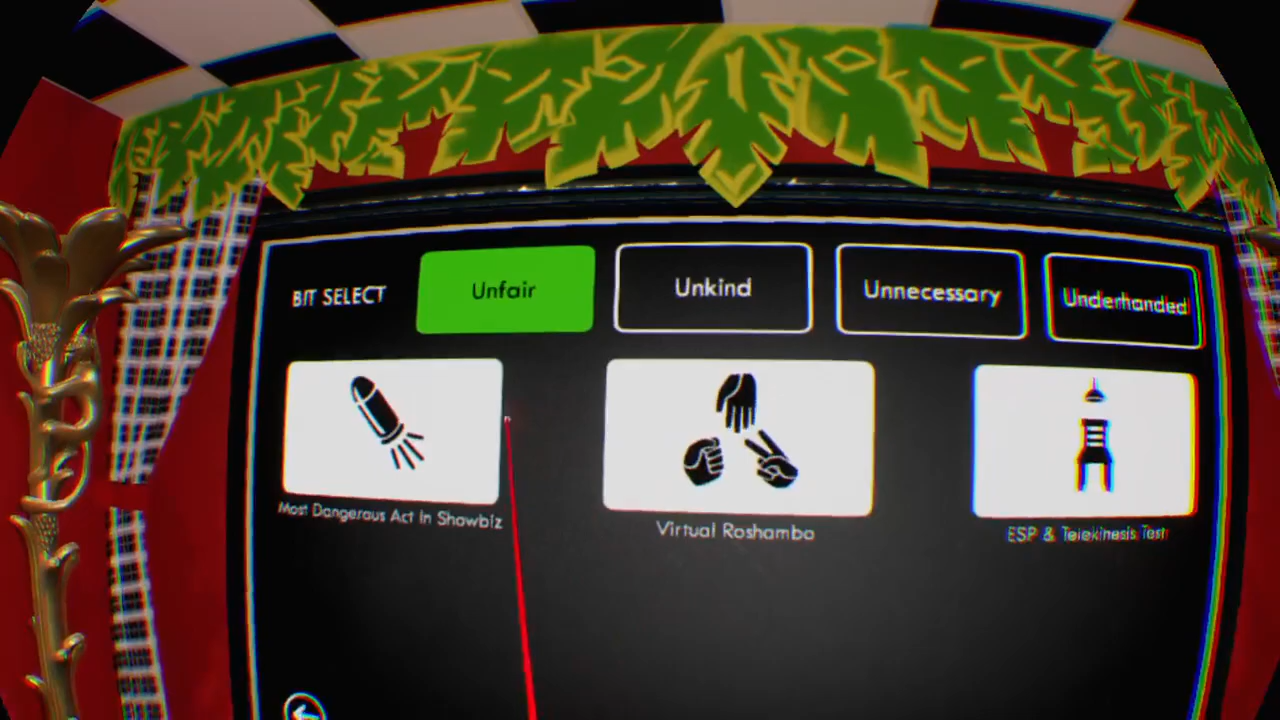 BIT SELECT
Unfair
Unkind
Unnecessary
Underhanded
Most Dangerous Act In Showbiz
Virtual Roshambo
ESP & Telekinesis Test